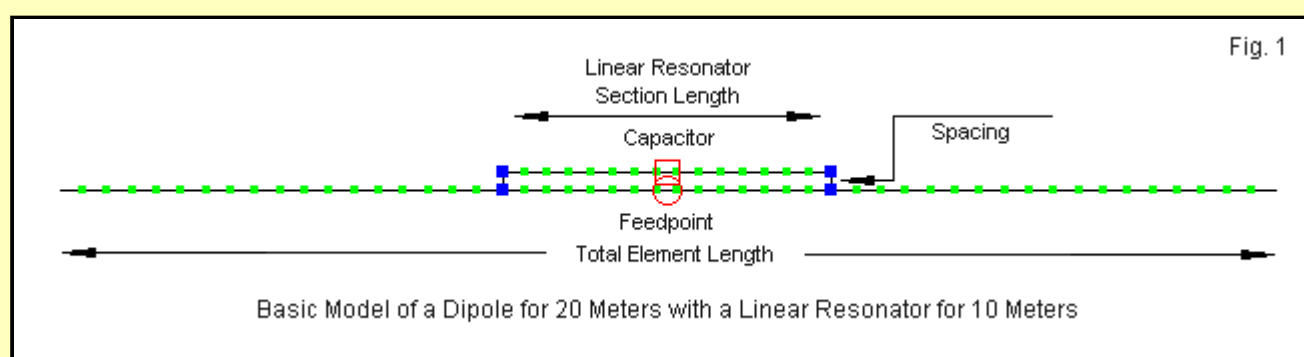 Fig. 1
Linear Resonator
Section Length
Capacitor
Spacing
Feedpoint
Total Element Length
Basic Model of a Dipole for 20 Meters with a Linear Resonator for 10 Meters